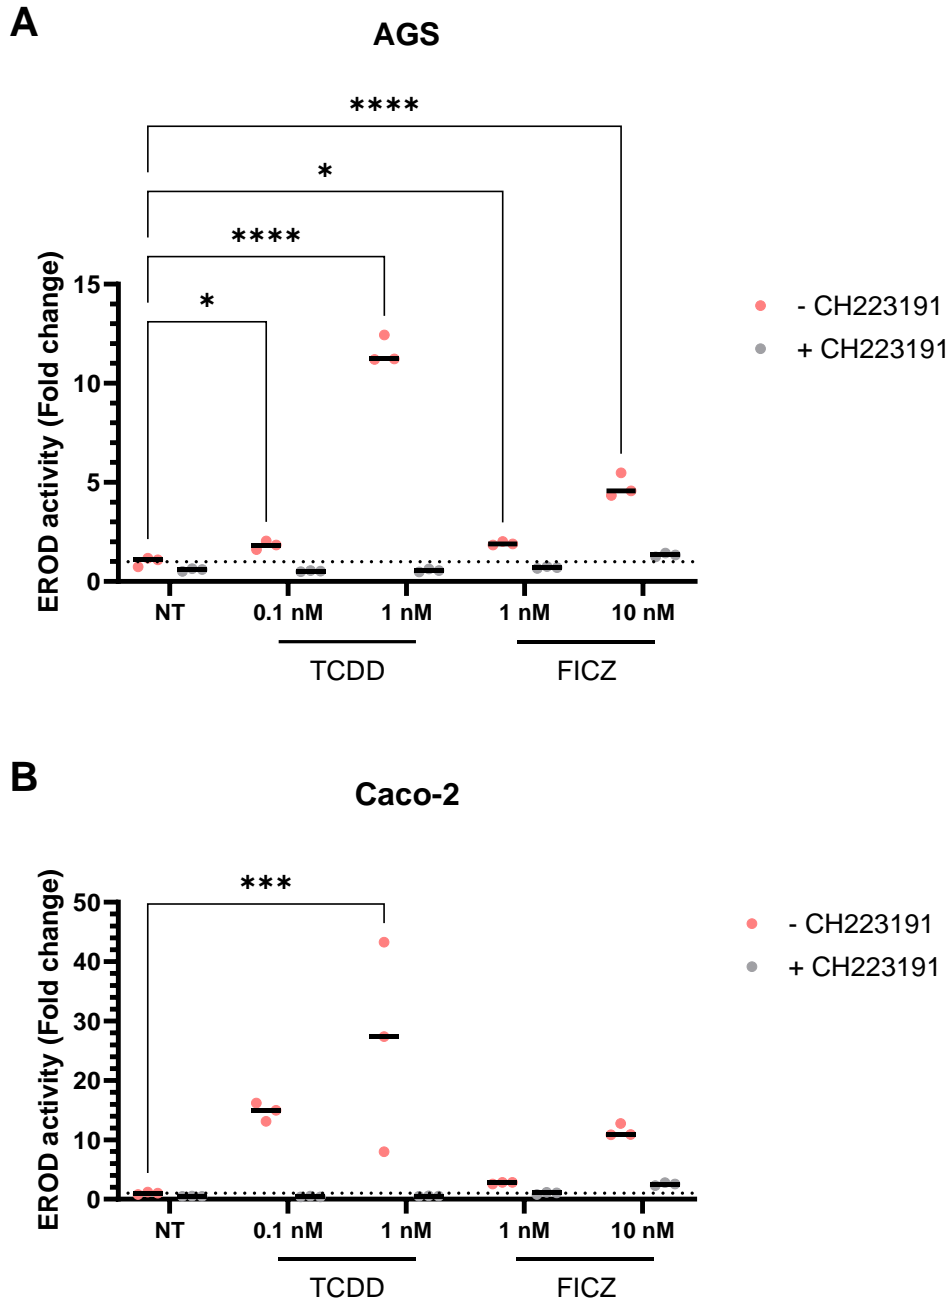 A
AGS
****
*
****
*
EROD activity (Fold change)
15
10
5
0
- CH223191
+ CH223191
NT
0.1 nM
1 nM
1 nM
10 nM
TCDD
FICZ
B
Caco-2
***
EROD activity (Fold change)
50
40
30
20
10
0
- CH223191
+ CH223191
NT
0.1 nM
1 nM
1 nM
10 nM
TCDD
FICZ